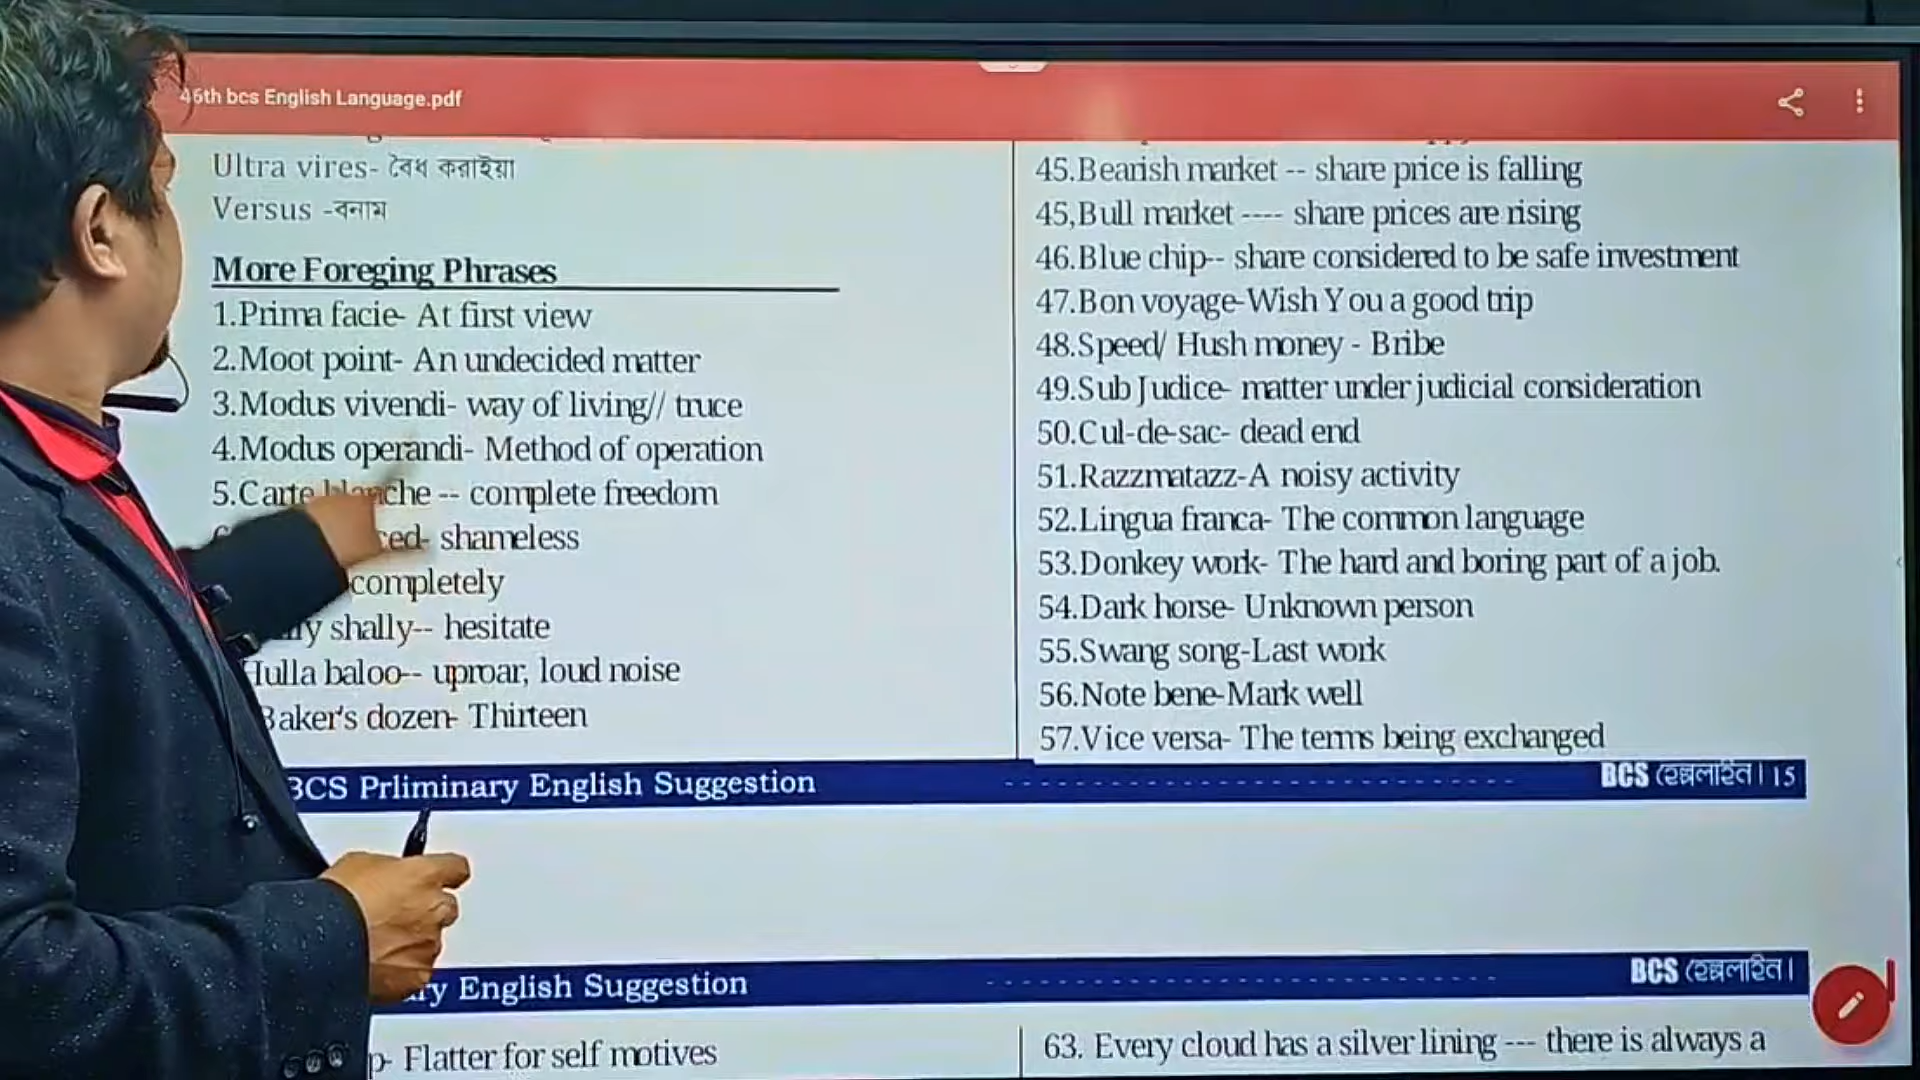 46th bcs English Language.pdf
Ultra vires- বৈধ করাইয়া
Versus -বনাম
More Foreging Phrases
1.Prima facie- At first view
2.Moot point- An undecided matter
3.Modus vivendi- way of living// truce
4.Modus operandi- Method of operation
5.Carte blanche -- complete freedom
shameless
completely
shally-- hesitate
Hulla baloo-- uproar, loud noise
Baker's dozen- Thirteen
45.Bearish market -- share price is falling
45,Bull market ---- share prices are rising
46.Blue chip-- share considered to be safe investment
47.Bon voyage-Wish You a good trip
48.Speed/ Hush money - Bribe
49.Sub Judice- matter under judicial consideration
50.Cul-de-sac- dead end
51.Razzmatazz-A noisy activity
52.Lingua franca- The common language
53.Donkey work- The hard and boring part of a job.
54.Dark horse- Unknown person
55.Swang song-Last work
56.Note bene-Mark well
57.Vice versa- The terms being exchanged
BCS Prliminary English Suggestion
BCS হেল্পলাইন । 15
English Suggestion
BCS হেল্পলাইন ।
Flatter for self motives
63. Every cloud has a silver lining --- there is always a